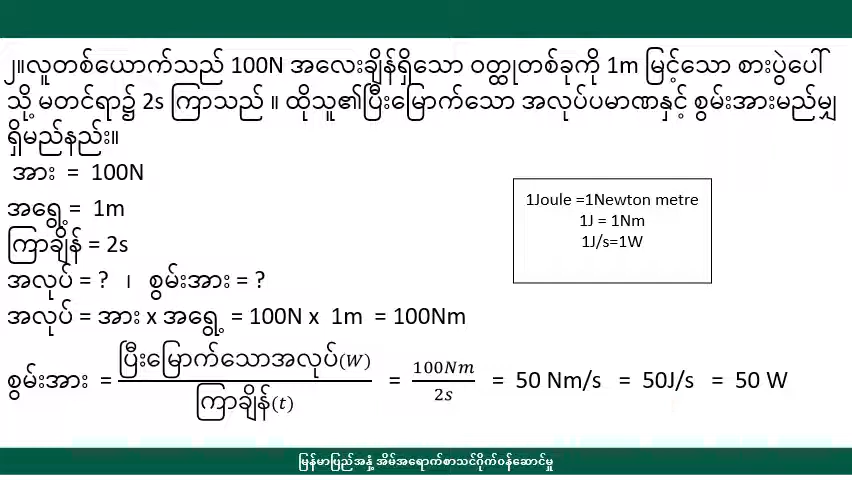 ၂။လူတစ်ယောက်သည် 100N အလေးချိန်ရှိသော ဝတ္ထုတစ်ခုကို 1m မြင့်သော စားပွဲပေါ်
သို့ မတင်ရာ၌ 2s ကြာသည် ။ ထိုသူ၏ပြီးမြောက်သော အလုပ်ပမာဏနှင့် စွမ်းအားမည်မျှ
ရှိမည်နည်း။
အား = 100N
အရွေ့ = 1m
ကြာချိန် = 2s
အလုပ် = ? ၊ စွမ်းအား = ?
အလုပ် = အား x အရွေ့ = 100N x 1m = 100Nm
စွမ်းအား = ပြီးမြောက်သောအလုပ်(W) / ကြာချိန်(t) = 100Nm / 2s = 50 Nm/s = 50J/s = 50 W
1Joule =1Newton metre
1J = 1Nm
1J/s=1W
မြန်မာပြည်အနှံ့ အိမ်အရောက်စာသင်ဂိုက်ဝန်ဆောင်မှု